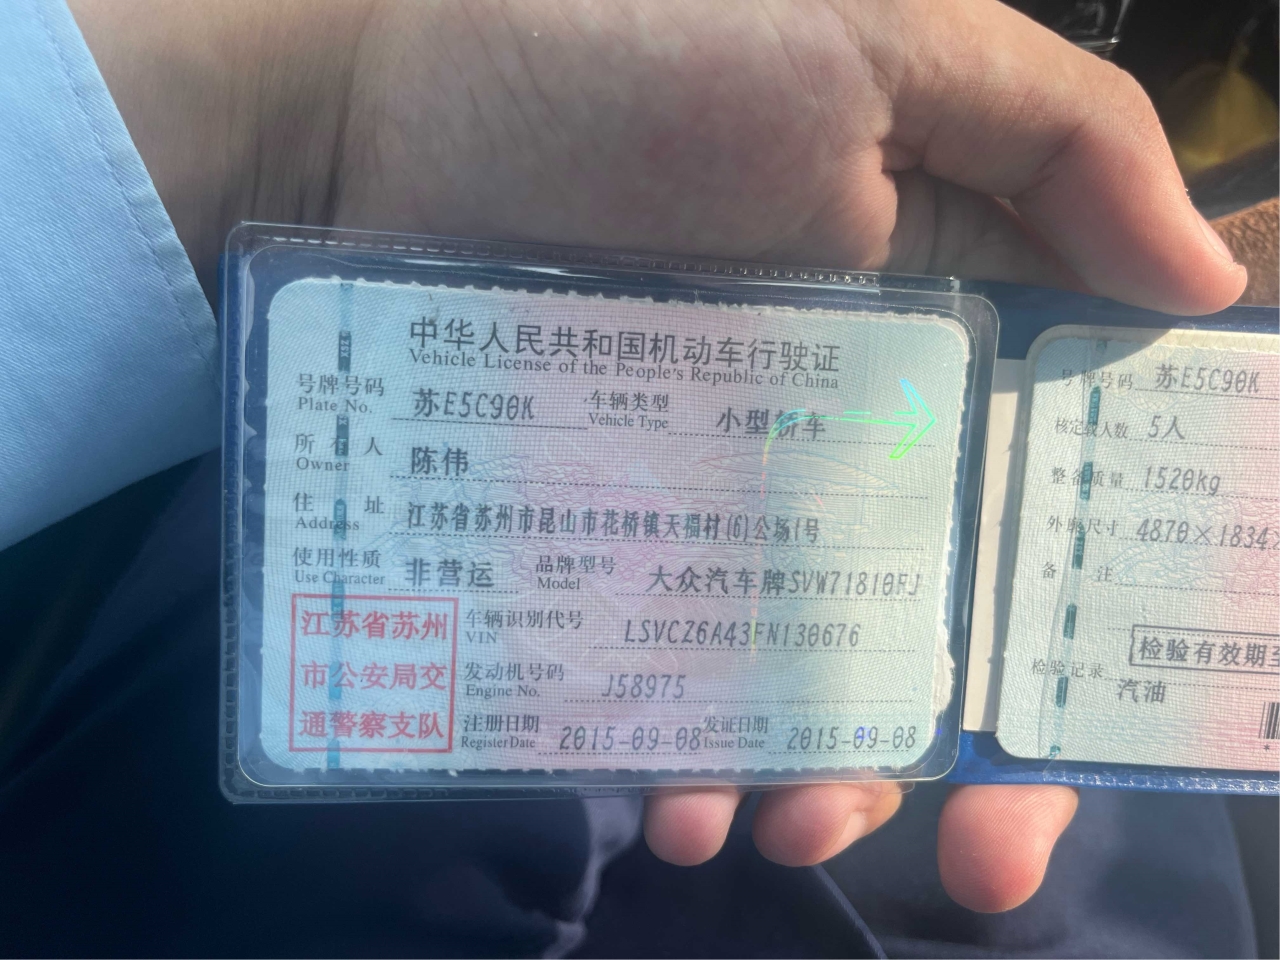 中华人民共和国机动车行驶证
Vehicle License of the People's Republic of China
号牌号码 苏E5C90K 车辆类型 小型轿车
Plate No. Vehicle Type
所有人 陈伟
Owner
住址 江苏省苏州市昆山市花桥镇天福村(6)公场1号
Address
使用性质 非营运 品牌型号 大众汽车牌SVW71810FJ
Use Character Model
江苏省苏州
市公安局交
通警察支队
车辆识别代号 LSVCZ6A43FN130676
VIN
发动机号码 J58975
Engine No.
注册日期 2015-09-08 发证日期 2015-09-08
Register Date Issue Date
号牌号码 苏E5C90K
核定载人数 5人
整备质量 1520kg
外廓尺寸 4870×1834
备注
检验有效期至
检验记录
汽油